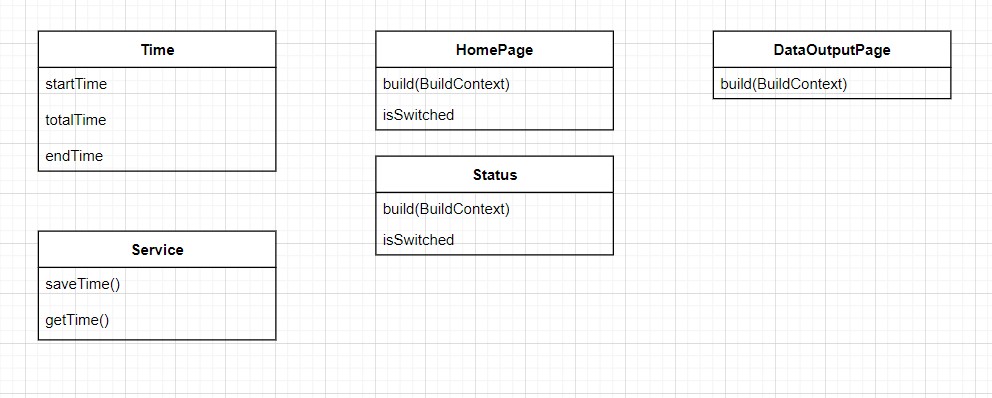 Time
startTime
totalTime
endTime
Service
saveTime()
getTime()
HomePage
build(BuildContext)
isSwitched
Status
build(BuildContext)
isSwitched
DataOutputPage
build(BuildContext)